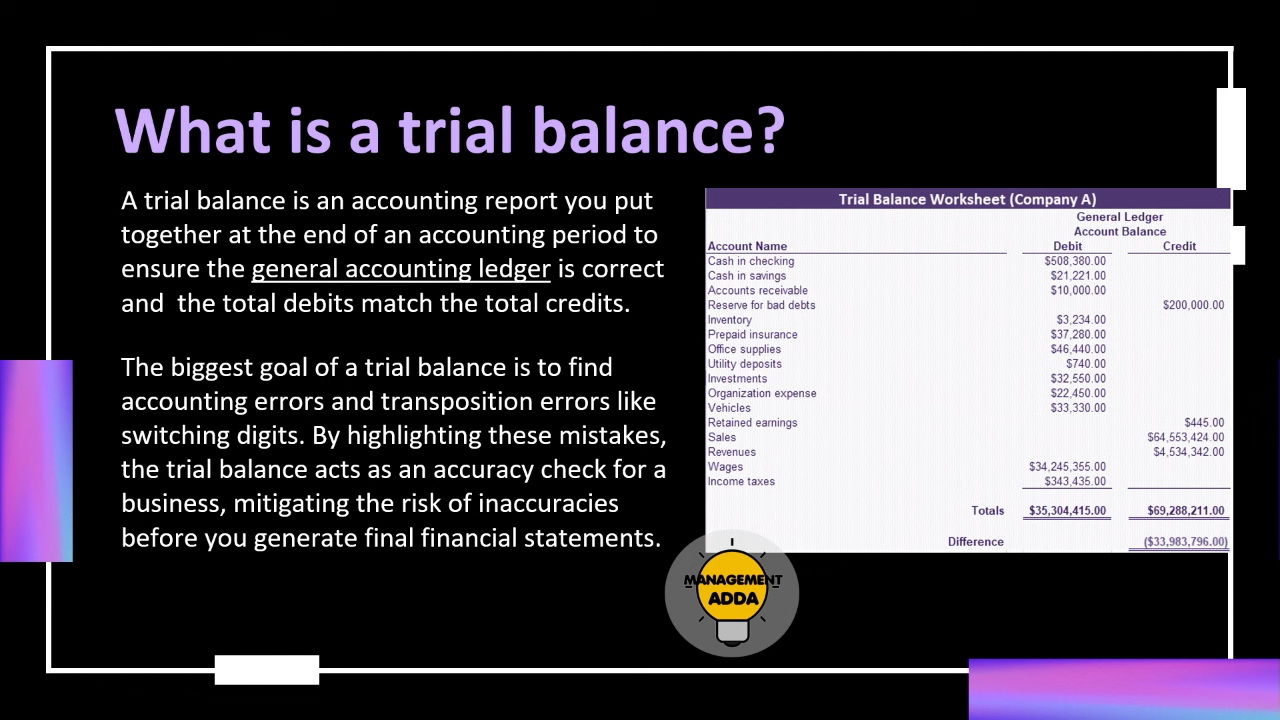 What is a trial balance?
A trial balance is an accounting report you put
together at the end of an accounting period to
ensure the general accounting ledger is correct
and  the total debits match the total credits.
The biggest goal of a trial balance is to find
accounting errors and transposition errors like
switching digits. By highlighting these mistakes,
the trial balance acts as an accuracy check for a
business, mitigating the risk of inaccuracies
before you generate final financial statements.
Trial Balance Worksheet (Company A)
General Ledger
Account Balance
Account Name Debit Credit
Cash in checking $508,380.00
Cash in savings $21,221.00
Accounts receivable $10,000.00
Reserve for bad debts $200,000.00
Inventory $3,234.00
Prepaid insurance $37,280.00
Office supplies $46,440.00
Utility deposits $740.00
Investments $32,550.00
Organization expense $22,450.00
Vehicles $33,330.00
Retained earnings $445.00
Sales $64,553,424.00
Revenues $4,534,342.00
Wages $34,245,355.00
Income taxes $343,435.00
Totals $35,304,415.00 $69,288,211.00
Difference ($33,983,796.00)
MANAGEMENT
ADDA